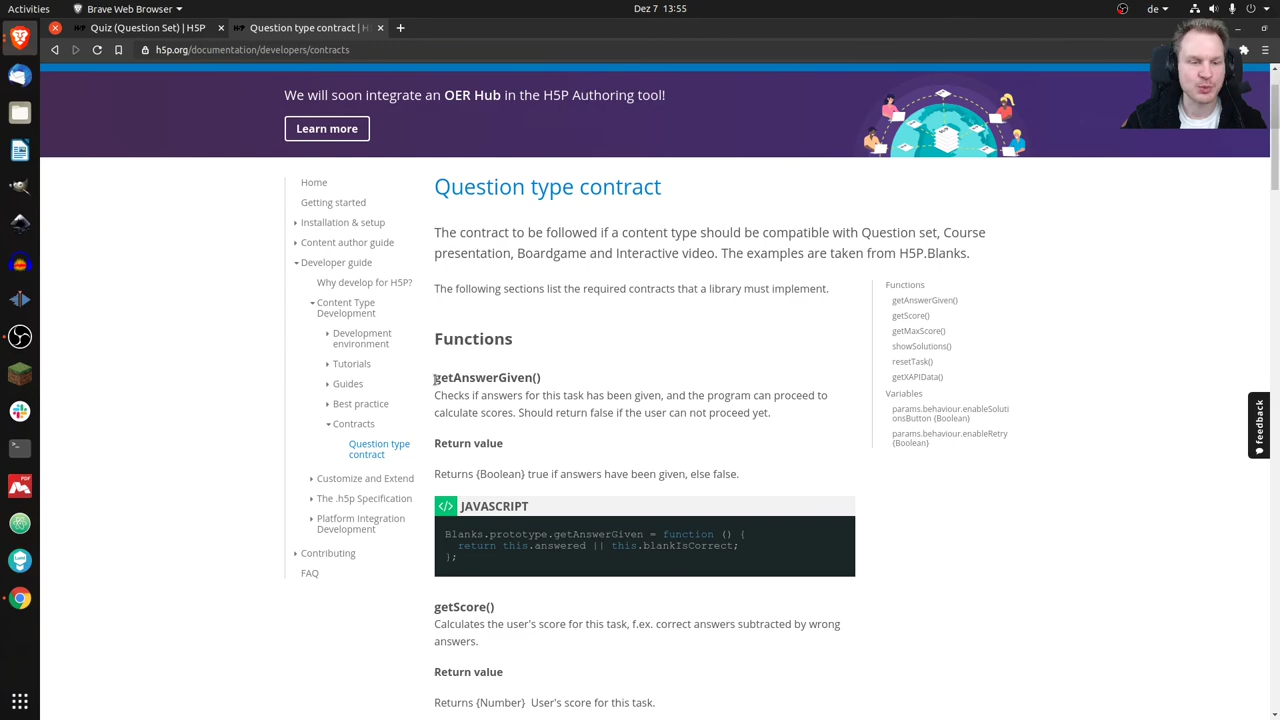 Activities
Brave Web Browser
Dez 7 13:55
Quiz (Question Set) | H5P
Question type contract | H
h5p.org/documentation/developers/contracts
We will soon integrate an OER Hub in the H5P Authoring tool!
Learn more
Home
Getting started
Installation & setup
Content author guide
Developer guide
Why develop for H5P?
Content Type
Development
Development
environment
Tutorials
Guides
Best practice
Contracts
Question type
contract
Customize and Extend
The .h5p Specification
Platform Integration
Development
Contributing
FAQ
Question type contract
The contract to be followed if a content type should be compatible with Question set, Course
presentation, Boardgame and Interactive video. The examples are taken from H5P.Blanks.
The following sections list the required contracts that a library must implement.
Functions
getAnswerGiven()
Checks if answers for this task has been given, and the program can proceed to
calculate scores. Should return false if the user can not proceed yet.
Return value
Returns {Boolean} true if answers have been given, else false.
</> JAVASCRIPT
Blanks.prototype.getAnswerGiven = function () {
return this.answered || this.blankIsCorrect;
};
getScore()
Calculates the user's score for this task, f.ex. correct answers subtracted by wrong
answers.
Return value
Returns {Number} User's score for this task.
Functions
getAnswerGiven()
getScore()
getMaxScore()
showSolutions()
resetTask()
getXAPIData()
Variables
params.behaviour.enableSoluti
onsButton {Boolean}
params.behaviour.enableRetry
{Boolean}
feedback